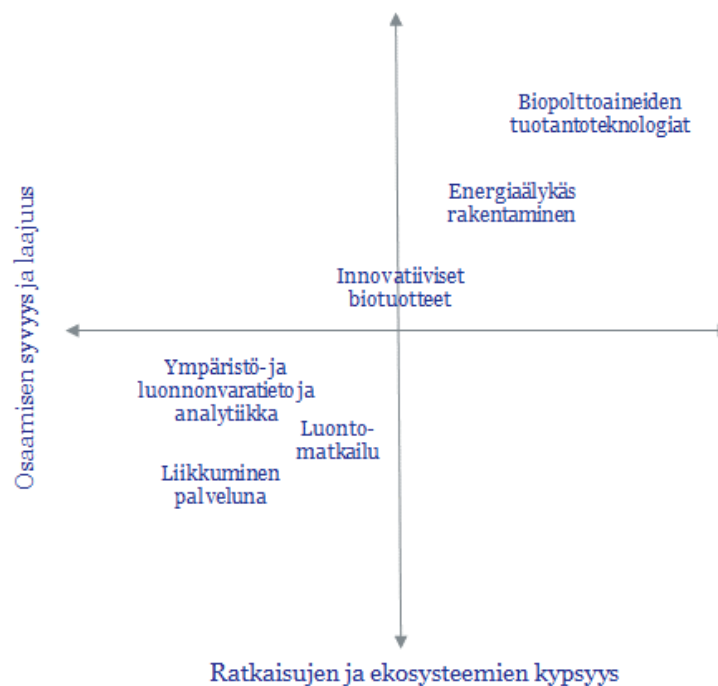 Biopolttoaineiden
tuotantoteknologiat
Energiaälykäs
rakentaminen
Innovatiiviset
biotuotteet
Osaamisen syvyys ja laajuus
Ympäristö- ja
luonnonvaratieto ja
analytiikka
Luonto-
matkailu
Liikkuminen
palveluna
Ratkaisujen ja ekosysteemien kypsyys